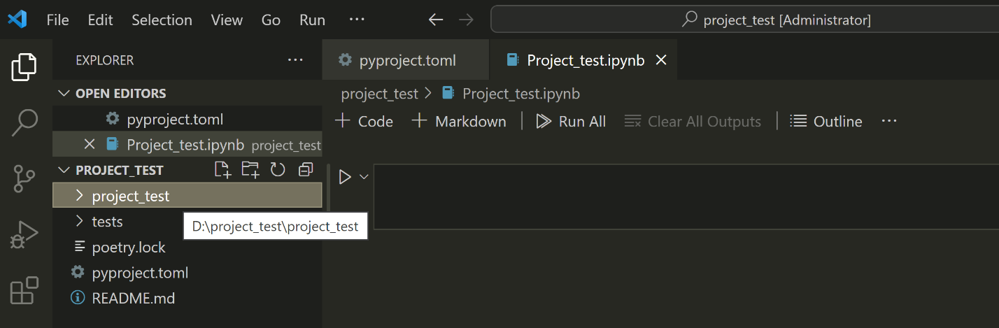 File Edit Selection View Go Run ··· project_test [Administrator]
EXPLORER ···
pyproject.toml
Project_test.ipynb
OPEN EDITORS
pyproject.toml
Project_test.ipynb project_test
PROJECT_TEST
project_test
D:\project_test\project_test
tests
poetry.lock
pyproject.toml
README.md
project_test > Project_test.ipynb
+ Code + Markdown | Run All Clear All Outputs | Outline ···